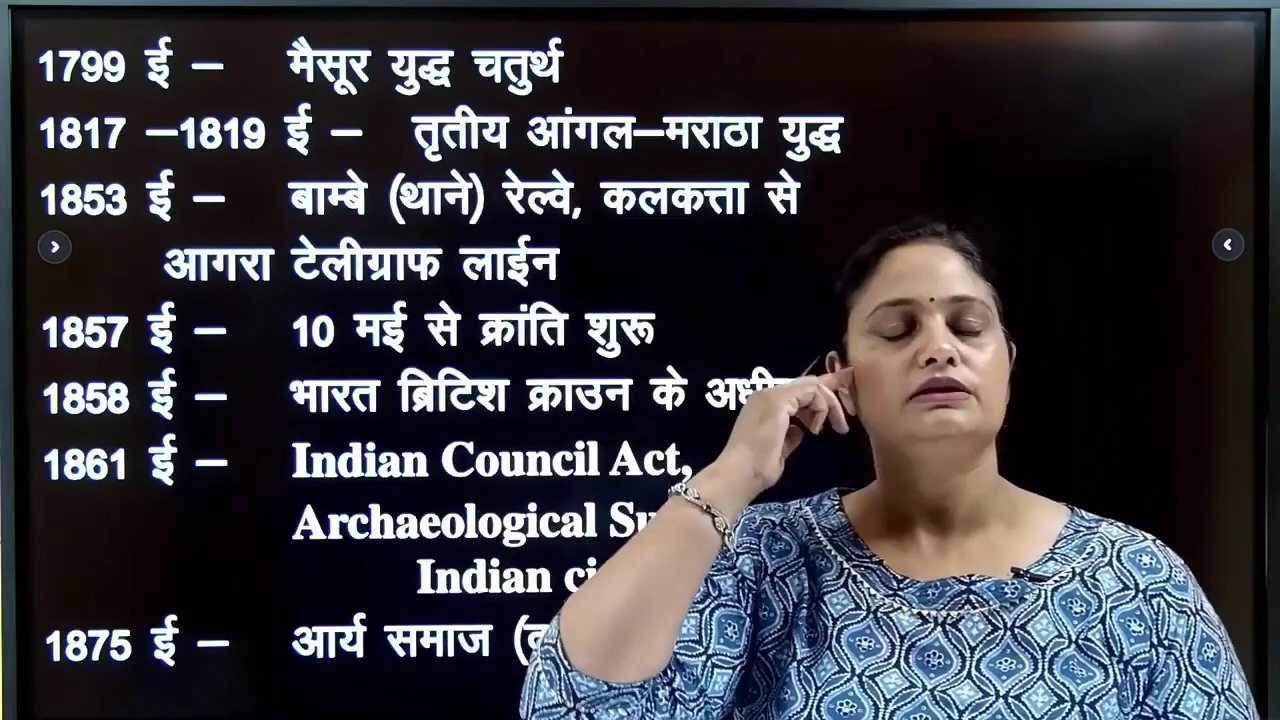 1799 ई – मैसूर युद्ध चतुर्थ
1817 –1819 ई – तृतीय आंगल–मराठा युद्ध
1853 ई – बाम्बे (थाने) रेल्वे, कलकत्ता से
आगरा टेलीग्राफ लाईन
1857 ई – 10 मई से क्रांति शुरू
1858 ई – भारत ब्रिटिश क्राउन के
1861 ई – Indian Council Act,
Archaeological
Indian
1875 ई – आर्य समाज